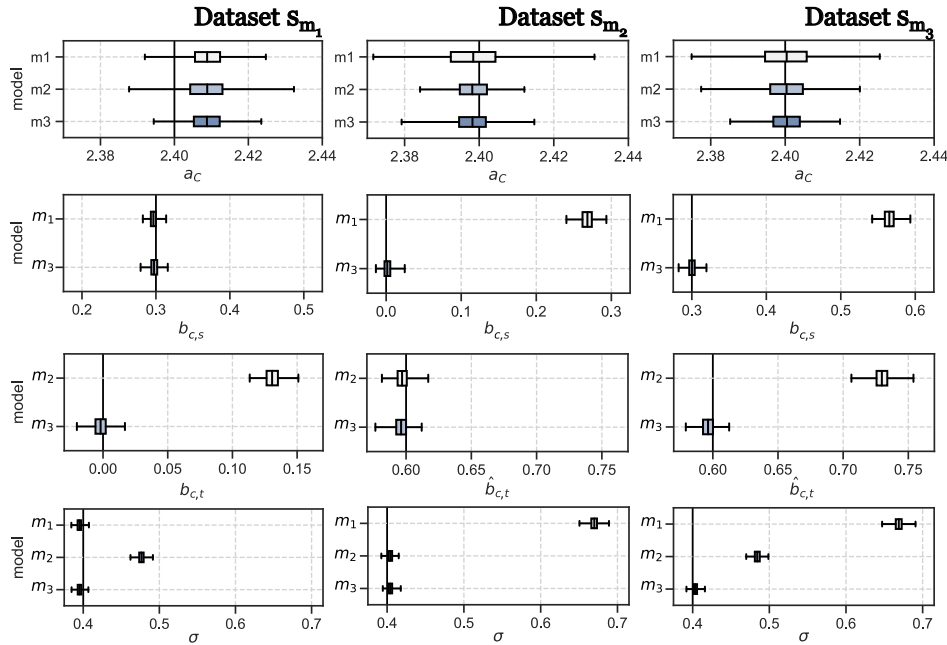 Dataset s_m₁ Dataset s_m₂ Dataset s_m₃
model
m1
m2
m3
2.38 2.40 2.42 2.44
a_C
m1
m2
m3
2.38 2.40 2.42 2.44
a_C
m1
m2
m3
2.38 2.40 2.42 2.44
a_C
model
m₁
m₃
0.2 0.3 0.4 0.5
b_c,s
m₁
m₃
0.0 0.1 0.2 0.3
b_c,s
m₁
m₃
0.3 0.4 0.5 0.6
b_c,s
model
m₂
m₃
0.00 0.05 0.10 0.15
b_c,t
m₂
m₃
0.60 0.65 0.70 0.75
b̂_c,t
m₂
m₃
0.60 0.65 0.70 0.75
b̂_c,t
model
m₁
m₂
m₃
0.4 0.5 0.6 0.7
σ
m₁
m₂
m₃
0.4 0.5 0.6 0.7
σ
m₁
m₂
m₃
0.4 0.5 0.6 0.7
σ